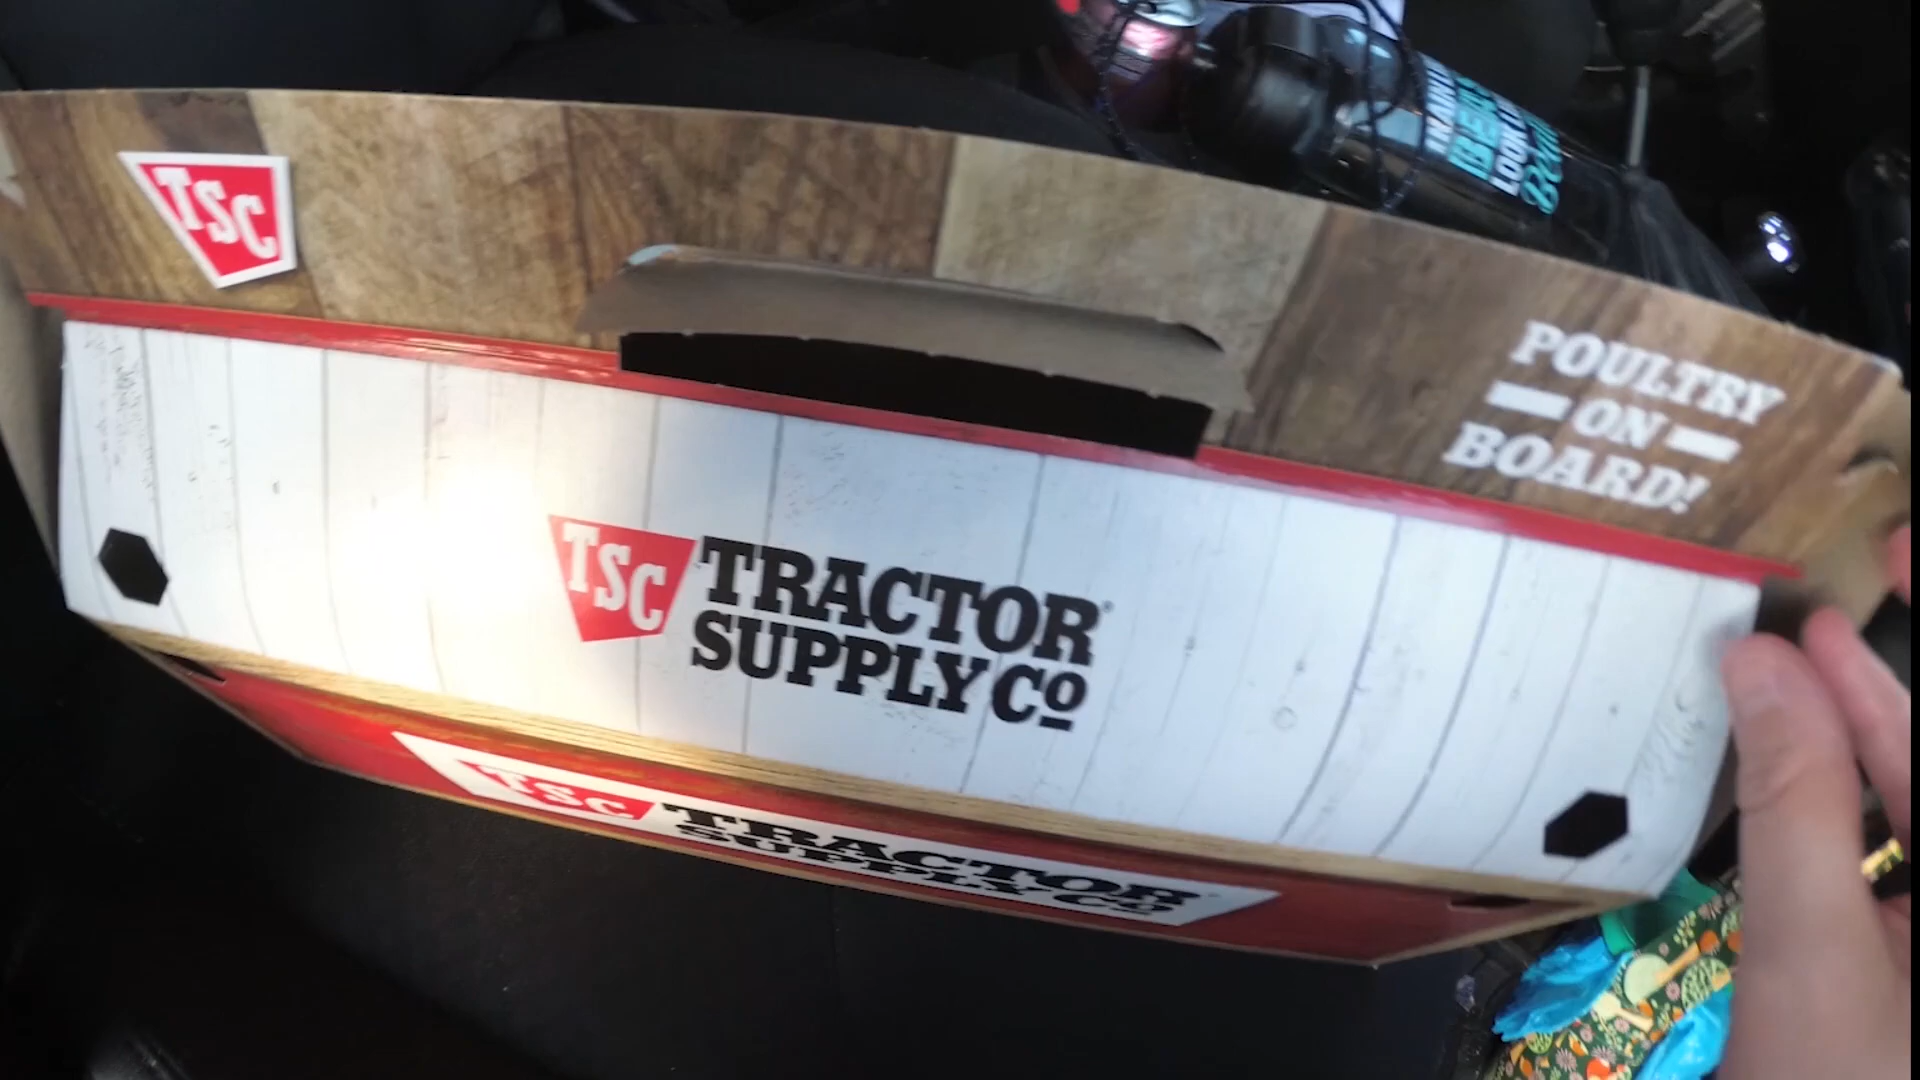 TSC
POULTRY
ON
BOARD!
TSC TRACTOR
SUPPLY Co
TSC TRACTOR
SUPPLY Co